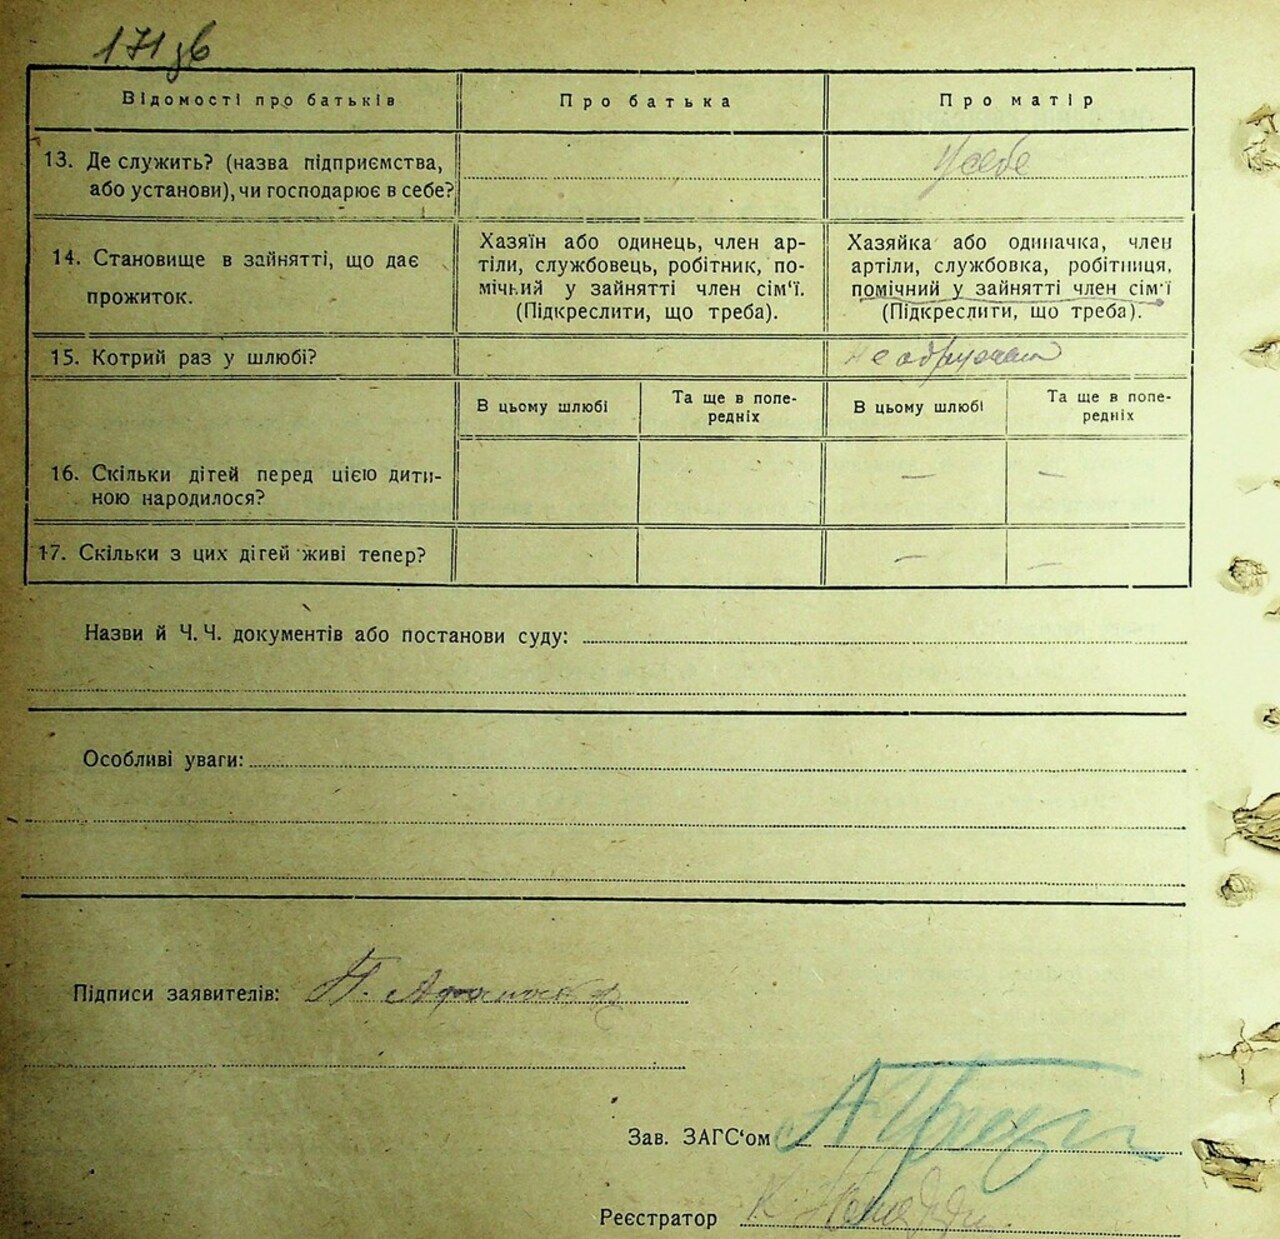 171 зв
Відомості про батьків
Про батька
Про матір
13. Де служить? (назва підприємства,
або установи), чи господарює в себе?
У себе
14. Становище в зайнятті, що дає
прожиток.
Хазяїн або одинець, член ар-
тіли, службовець, робітник, по-
мічний у зайнятті член сім‘ї.
(Підкреслити, що треба).
Хазяйка або одиначка, член
артіли, службовка, робітниця,
помічний у зайнятті член сім‘ї
(Підкреслити, що треба).
15. Котрий раз у шлюбі?
В цьому шлюбі
Та ще в попе-
редніх
В цьому шлюбі
Та ще в попе-
редніх
16. Скільки дітей перед цією дити-
ною народилося?
— —
17. Скільки з цих дітей живі тепер?
— —
Назви й Ч. Ч. документів або постанови суду:
Особливі уваги:
Підписи заявителів:
Зав. ЗАГС‘ом
Реєстратор